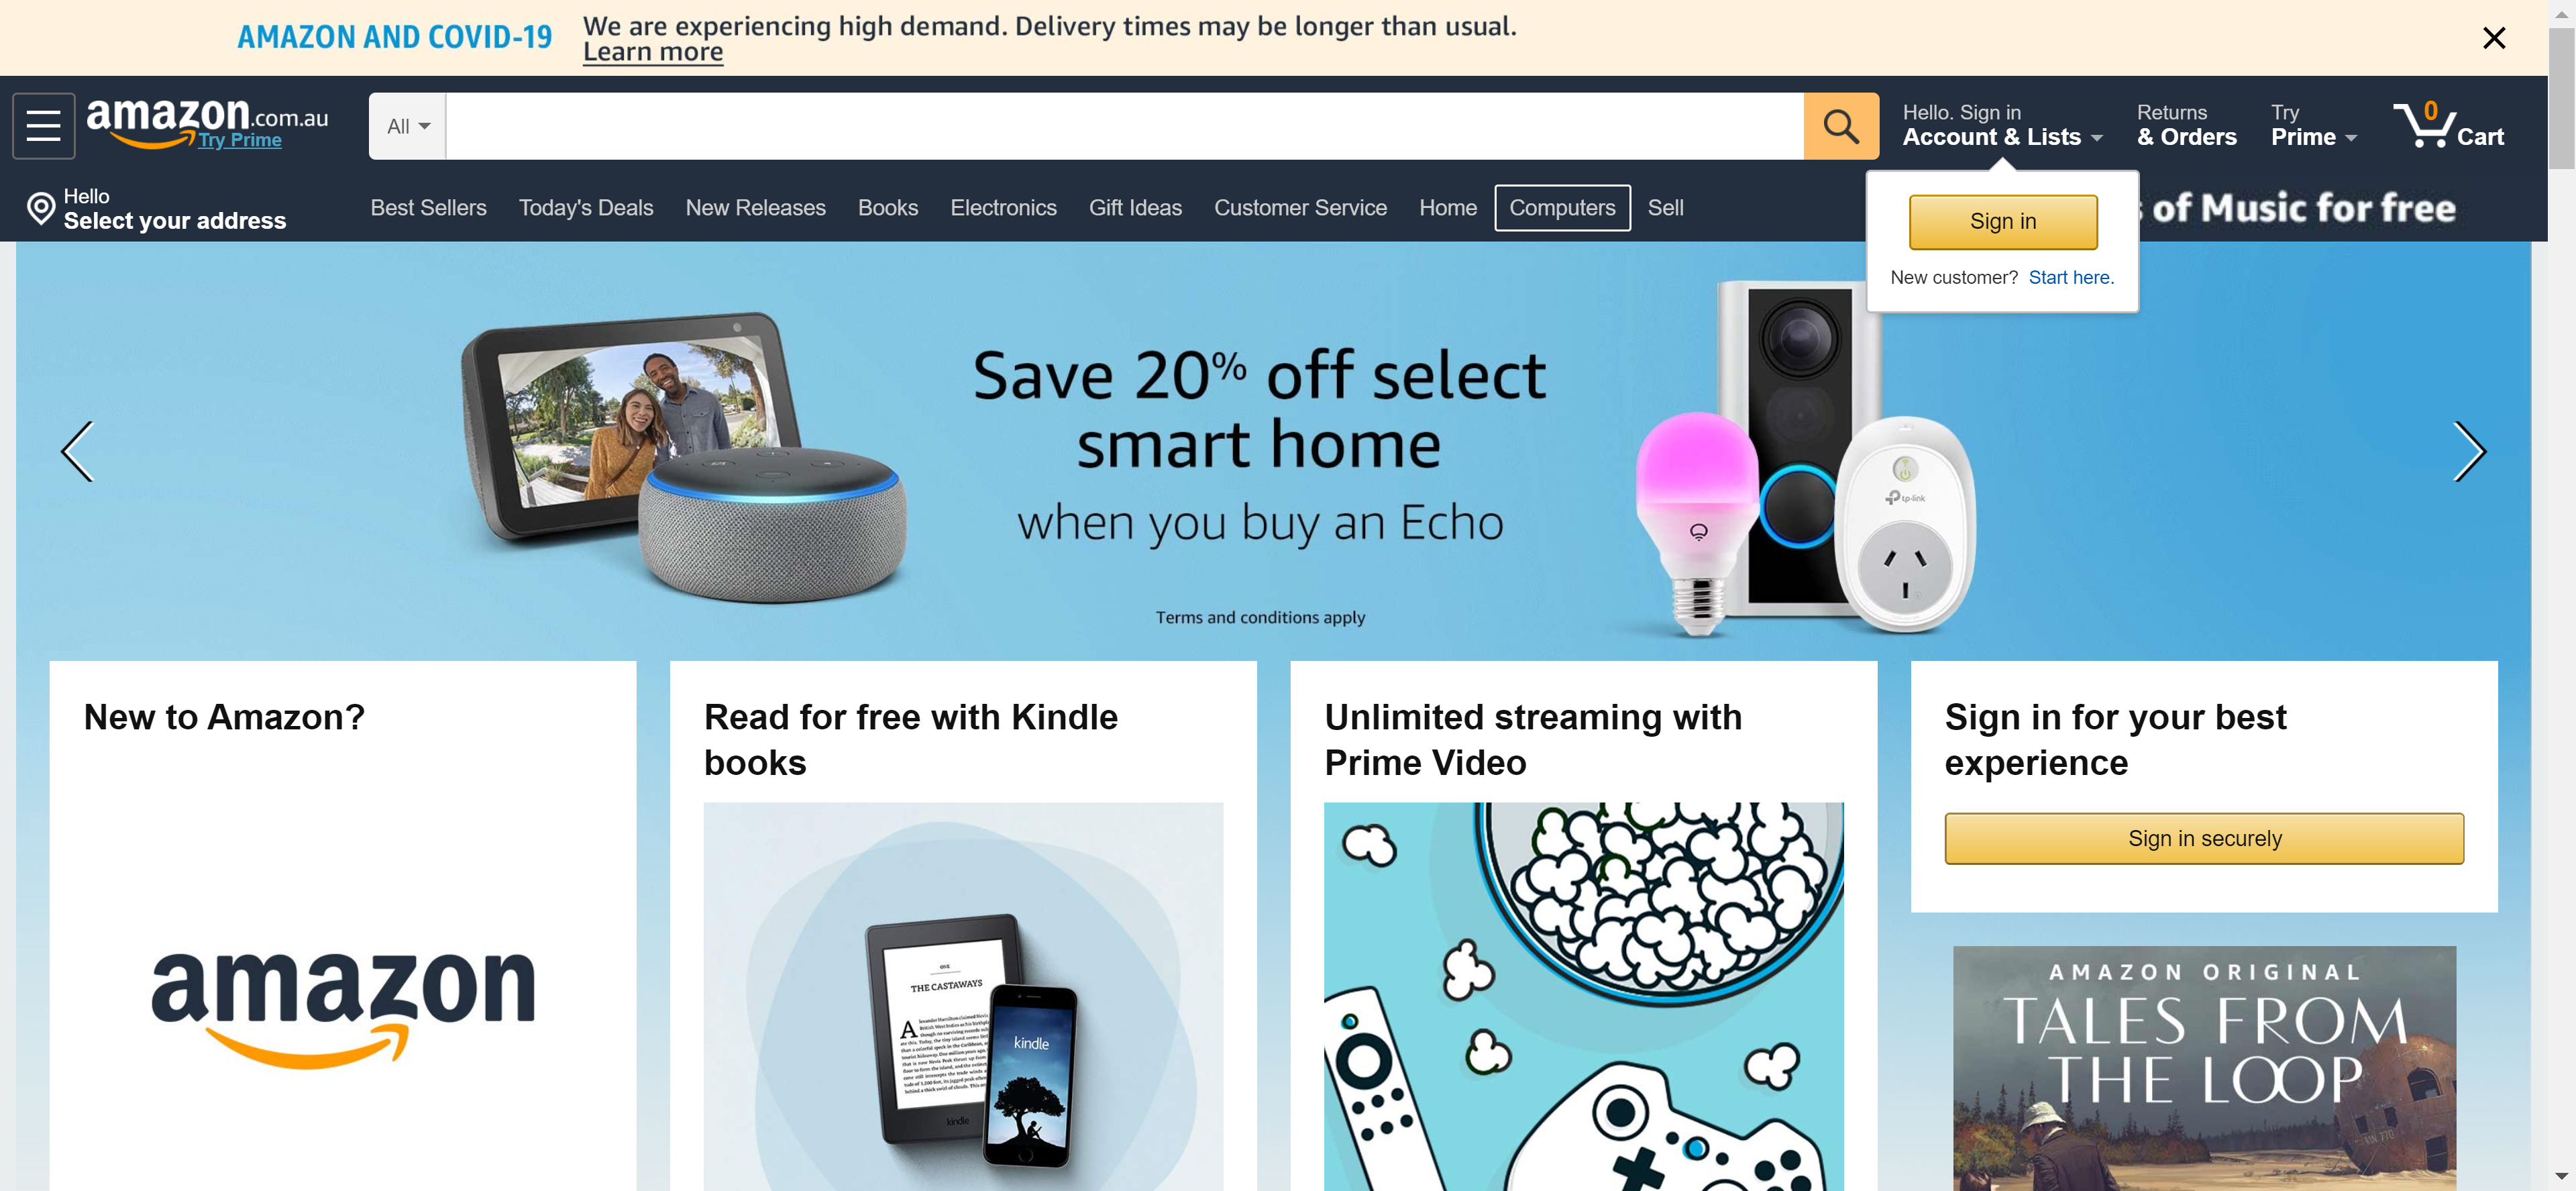 AMAZON AND COVID-19
We are experiencing high demand. Delivery times may be longer than usual.
Learn more
amazon.com.au
Try Prime
All
Hello. Sign in
Account & Lists
Returns
& Orders
Try
Prime
0
Cart
Hello
Select your address
Best Sellers
Today's Deals
New Releases
Books
Electronics
Gift Ideas
Customer Service
Home
Computers
Sell
of Music for free
Sign in
New customer? Start here.
Save 20% off select
smart home
when you buy an Echo
Terms and conditions apply
tp-link
New to Amazon?
amazon
Read for free with Kindle
books
ONE
THE CASTAWAYS
kindle
kindle
Unlimited streaming with
Prime Video
Sign in for your best
experience
Sign in securely
AMAZON ORIGINAL
TALES FROM
THE LOOP